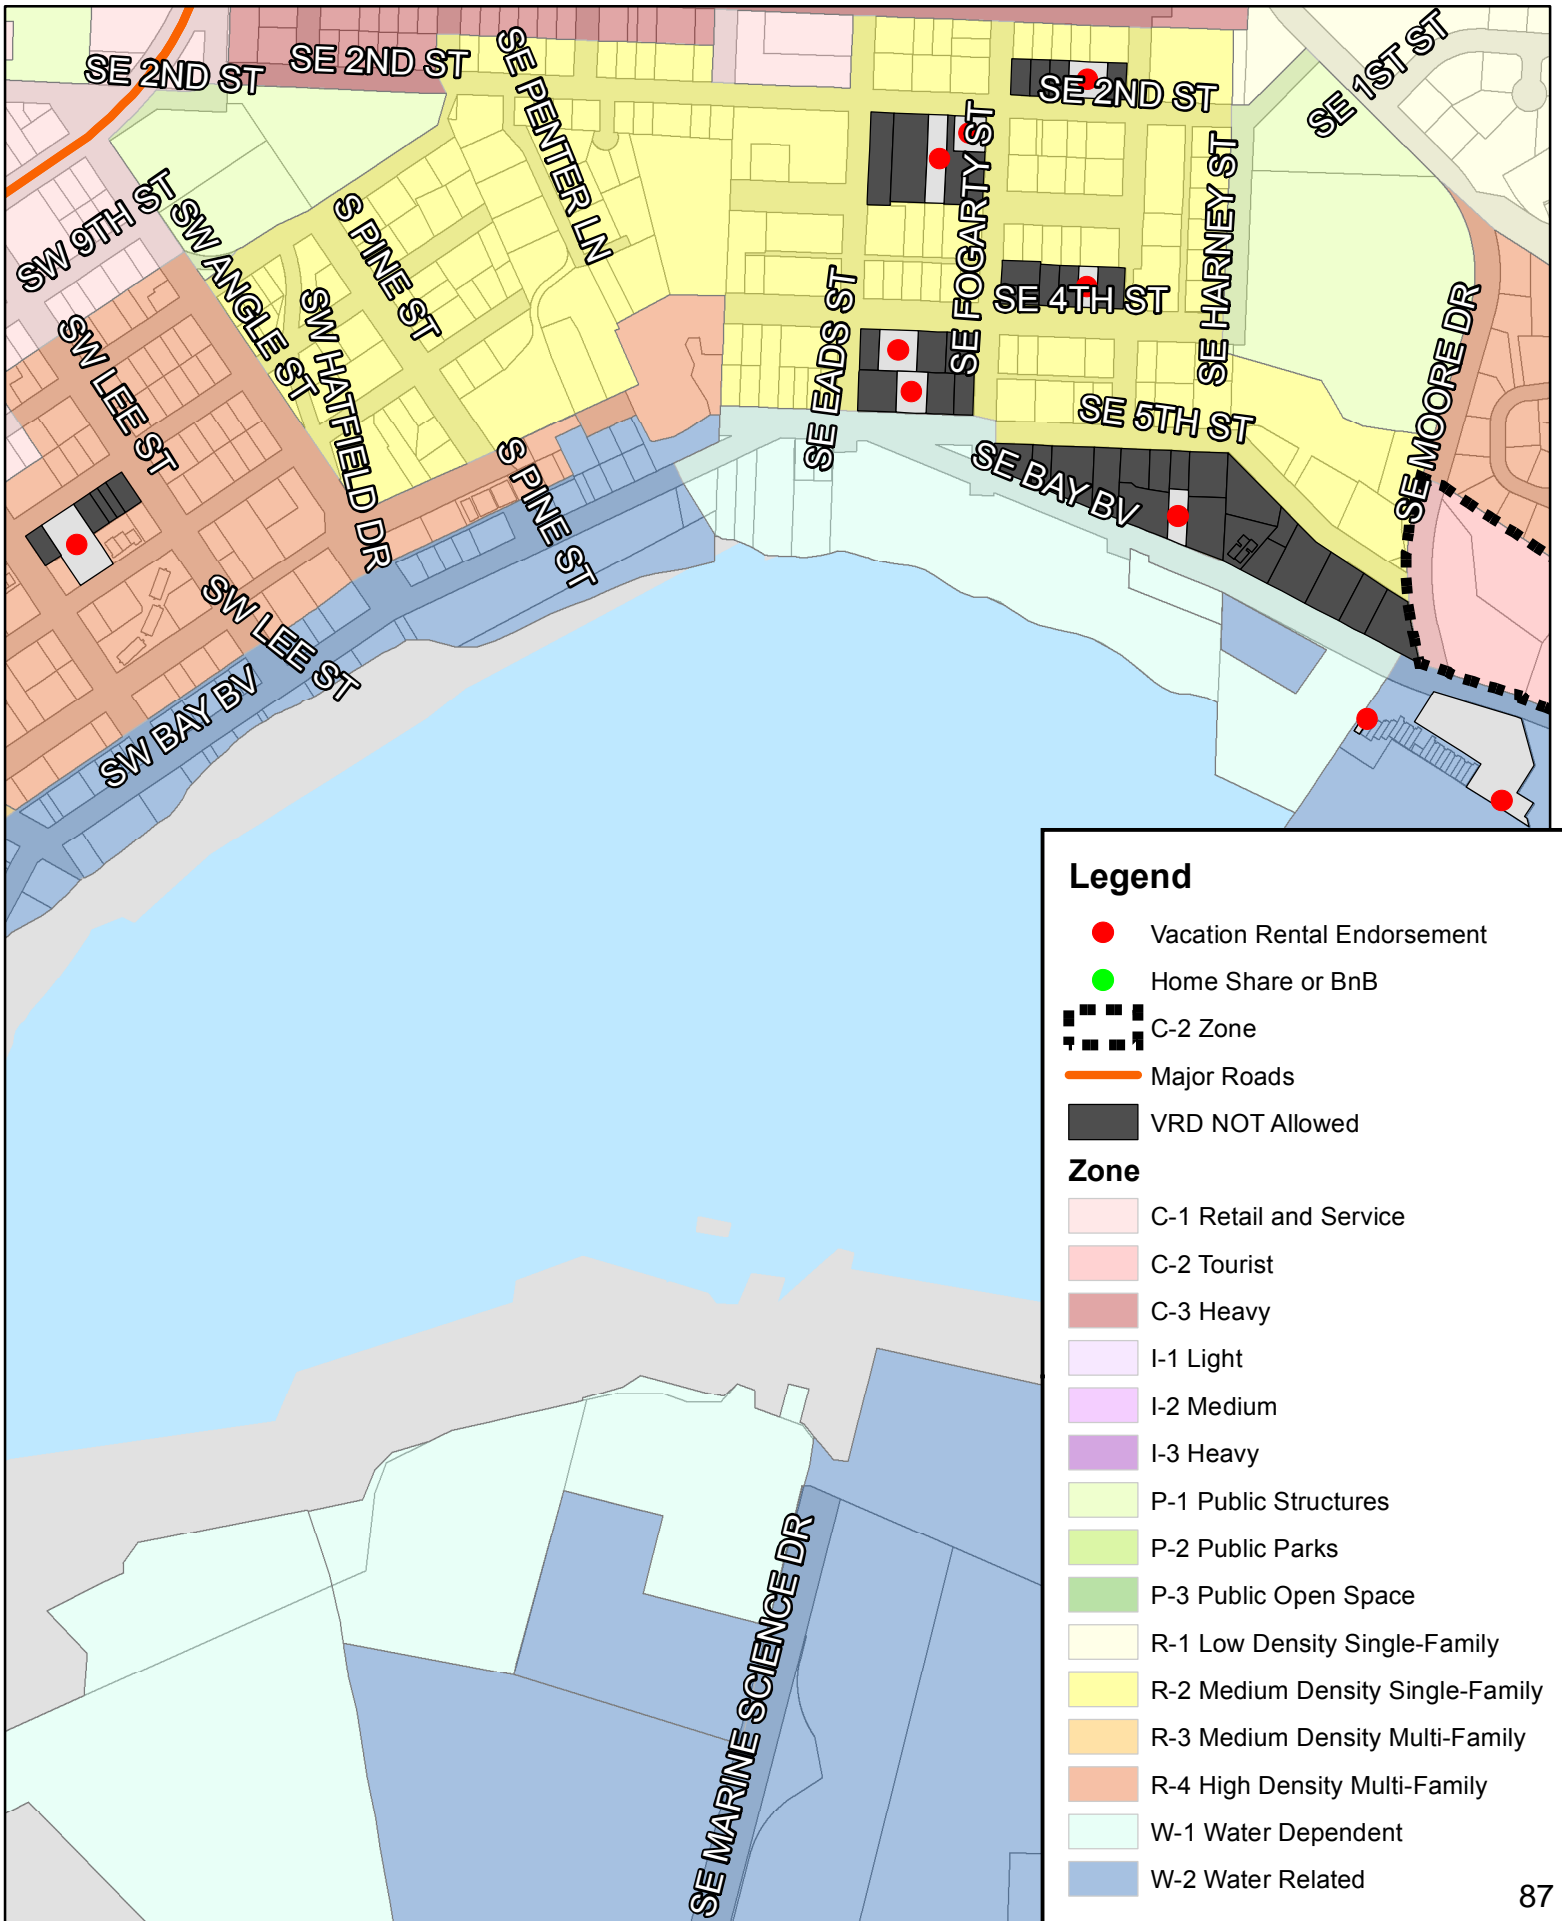 SE 2ND ST
SE 2ND ST
SE PENTER LN
SE 2ND ST
SE 1ST ST
SW 9TH ST
SW ANGLE ST
S PINE ST
SE FOGARTY ST
SE HARNEY ST
SW LEE ST
SW HATFIELD DR
SE EADS ST
SE 4TH ST
SE MOORE DR
SE 5TH ST
S PINE ST
SE BAY BV
SW LEE ST
SW BAY BV
SE MARINE SCIENCE DR
Legend
Vacation Rental Endorsement
Home Share or BnB
C-2 Zone
Major Roads
VRD NOT Allowed
Zone
C-1 Retail and Service
C-2 Tourist
C-3 Heavy
I-1 Light
I-2 Medium
I-3 Heavy
P-1 Public Structures
P-2 Public Parks
P-3 Public Open Space
R-1 Low Density Single-Family
R-2 Medium Density Single-Family
R-3 Medium Density Multi-Family
R-4 High Density Multi-Family
W-1 Water Dependent
W-2 Water Related
87